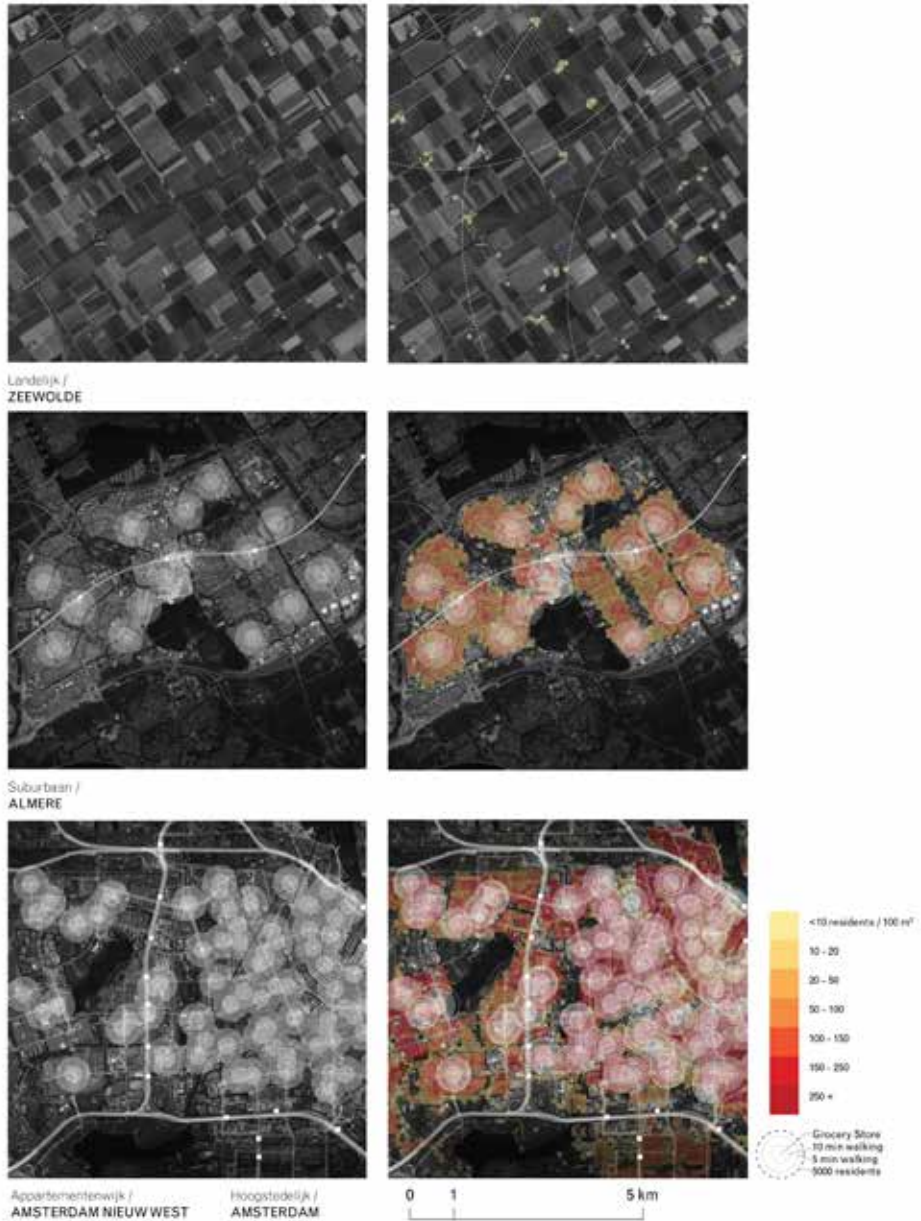 Landelijk /
ZEEWOLDE
Suburbaan /
ALMERE
<10 residents / 100 m²
10 - 20
20 - 50
50 - 100
100 - 150
150 - 250
250 <
Grocery Store
10 min walking
5 min walking
5000 residents
Appartementenwijk /
AMSTERDAM NIEUW WEST
Hoogstedelijk /
AMSTERDAM
0 1 5 km